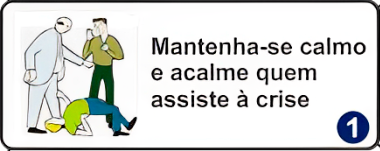 Mantenha-se calmo
e acalme quem
assiste à crise
1